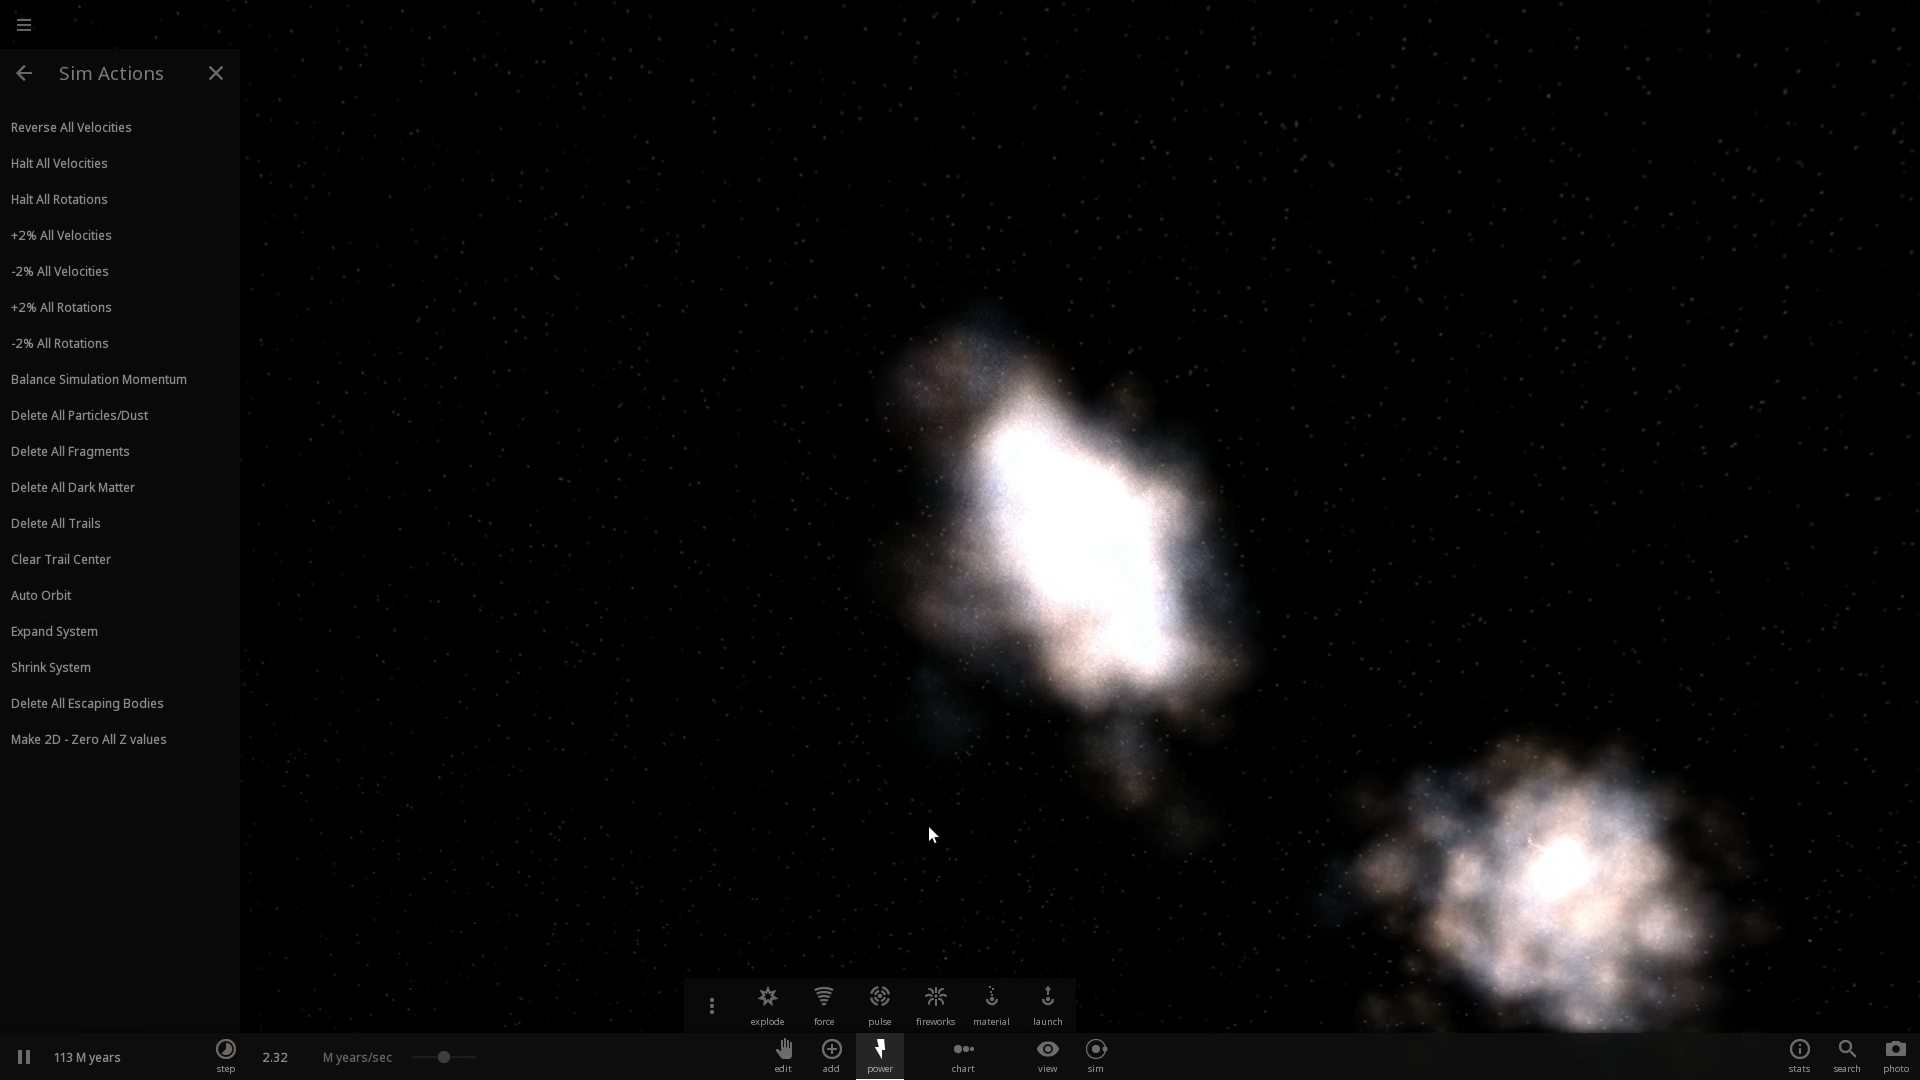 Sim Actions
Reverse All Velocities
Halt All Velocities
Halt All Rotations
+2% All Velocities
-2% All Velocities
+2% All Rotations
-2% All Rotations
Balance Simulation Momentum
Delete All Particles/Dust
Delete All Fragments
Delete All Dark Matter
Delete All Trails
Clear Trail Center
Auto Orbit
Expand System
Shrink System
Delete All Escaping Bodies
Make 2D - Zero All Z values
explode force pulse fireworks material launch
113 M years step 2.32 M years/sec edit add power chart view sim stats search photo